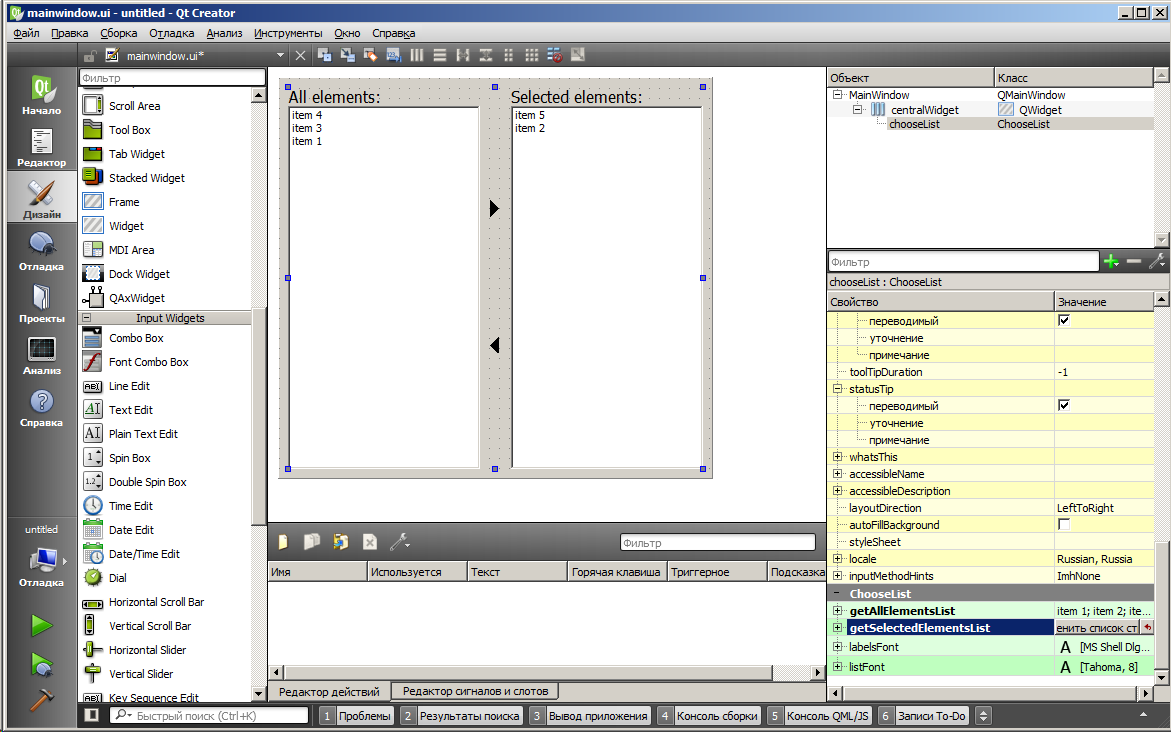 mainwindow.ui - untitled - Qt Creator
Файл Правка Сборка Отладка Анализ Инструменты Окно Справка
mainwindow.ui*
Начало
Редактор
Дизайн
Отладка
Проекты
Анализ
Справка
untitled
Отладка
Фильтр
Scroll Area
Tool Box
Tab Widget
Stacked Widget
Frame
Widget
MDI Area
Dock Widget
QAxWidget
Input Widgets
Combo Box
Font Combo Box
Line Edit
Text Edit
Plain Text Edit
Spin Box
Double Spin Box
Time Edit
Date Edit
Date/Time Edit
Dial
Horizontal Scroll Bar
Vertical Scroll Bar
Horizontal Slider
Vertical Slider
Key Sequence Edit
All elements:
item 4
item 3
item 1
Selected elements:
item 5
item 2
Фильтр
Имя Используется Текст Горячая клавиша Триггерное Подсказка
Редактор действий Редактор сигналов и слотов
Объект Класс
MainWindow QMainWindow
centralWidget QWidget
chooseList ChooseList
Фильтр
chooseList : ChooseList
Свойство Значение
переводимый
уточнение
примечание
toolTipDuration -1
statusTip
переводимый
уточнение
примечание
whatsThis
accessibleName
accessibleDescription
layoutDirection LeftToRight
autoFillBackground
styleSheet
locale Russian, Russia
inputMethodHints ImhNone
ChooseList
getAllElementsList item 1; item 2; ite...
getSelectedElementsList енить список ст
labelsFont A [MS Shell Dlg...
listFont A [Tahoma, 8]
Быстрый поиск (Ctrl+K) 1 Проблемы 2 Результаты поиска 3 Вывод приложения 4 Консоль сборки 5 Консоль QML/JS 6 Записи To-Do